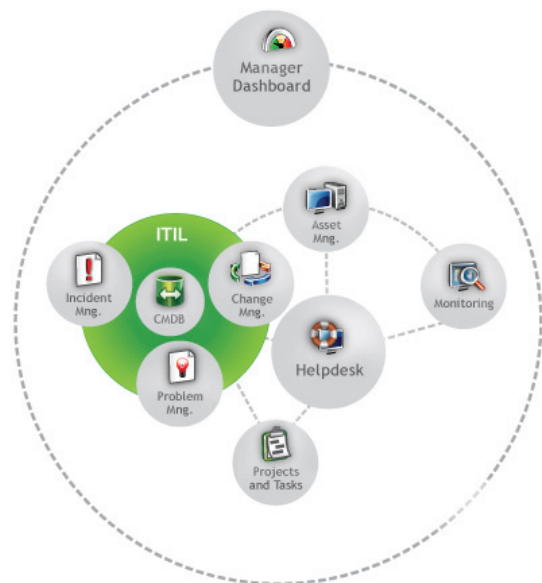 Manager
Dashboard
Asset
Mng.
ITIL
Incident
Mng.
CMDB
Change
Mng.
Monitoring
Helpdesk
Problem
Mng.
Projects
and Tasks